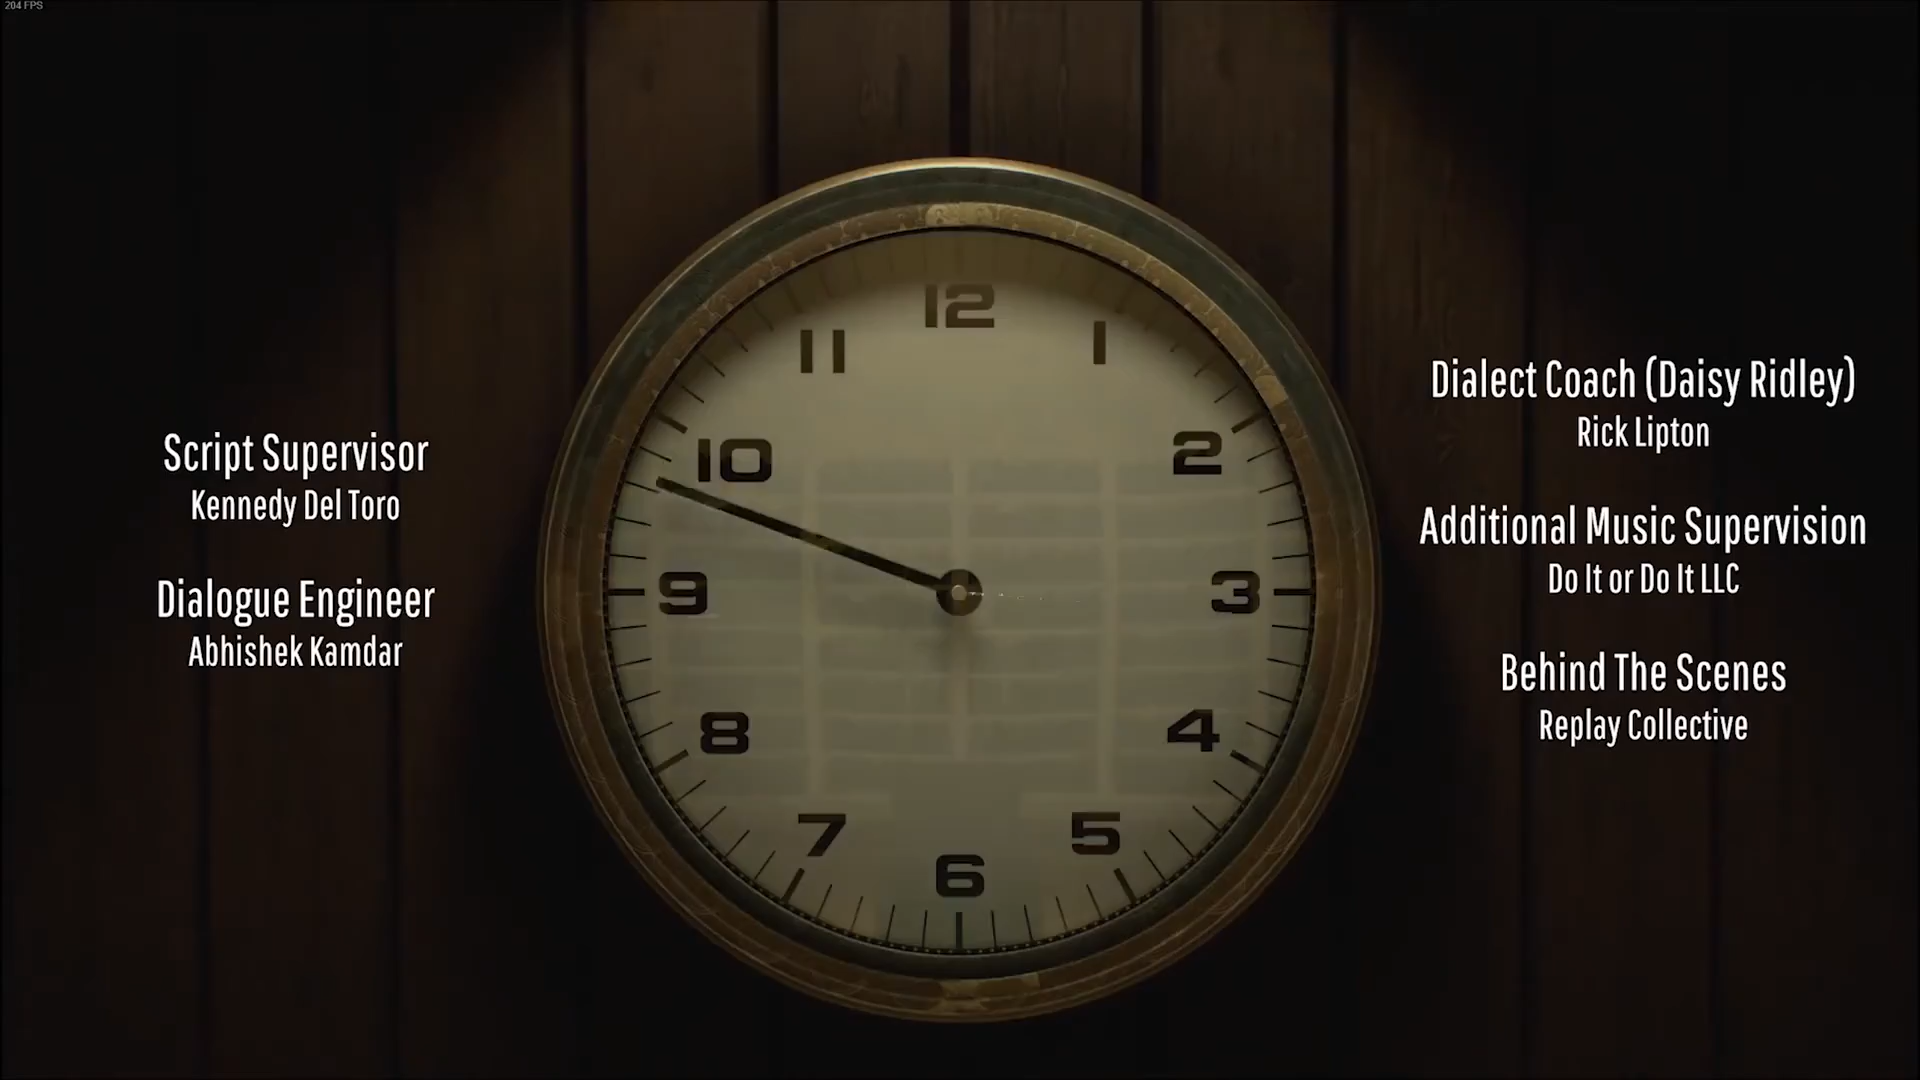 204 FPS
Script Supervisor
Kennedy Del Toro
Dialogue Engineer
Abhishek Kamdar
12
11
1
10
2
9
3
8
4
7
5
6
Dialect Coach (Daisy Ridley)
Rick Lipton
Additional Music Supervision
Do It or Do It LLC
Behind The Scenes
Replay Collective